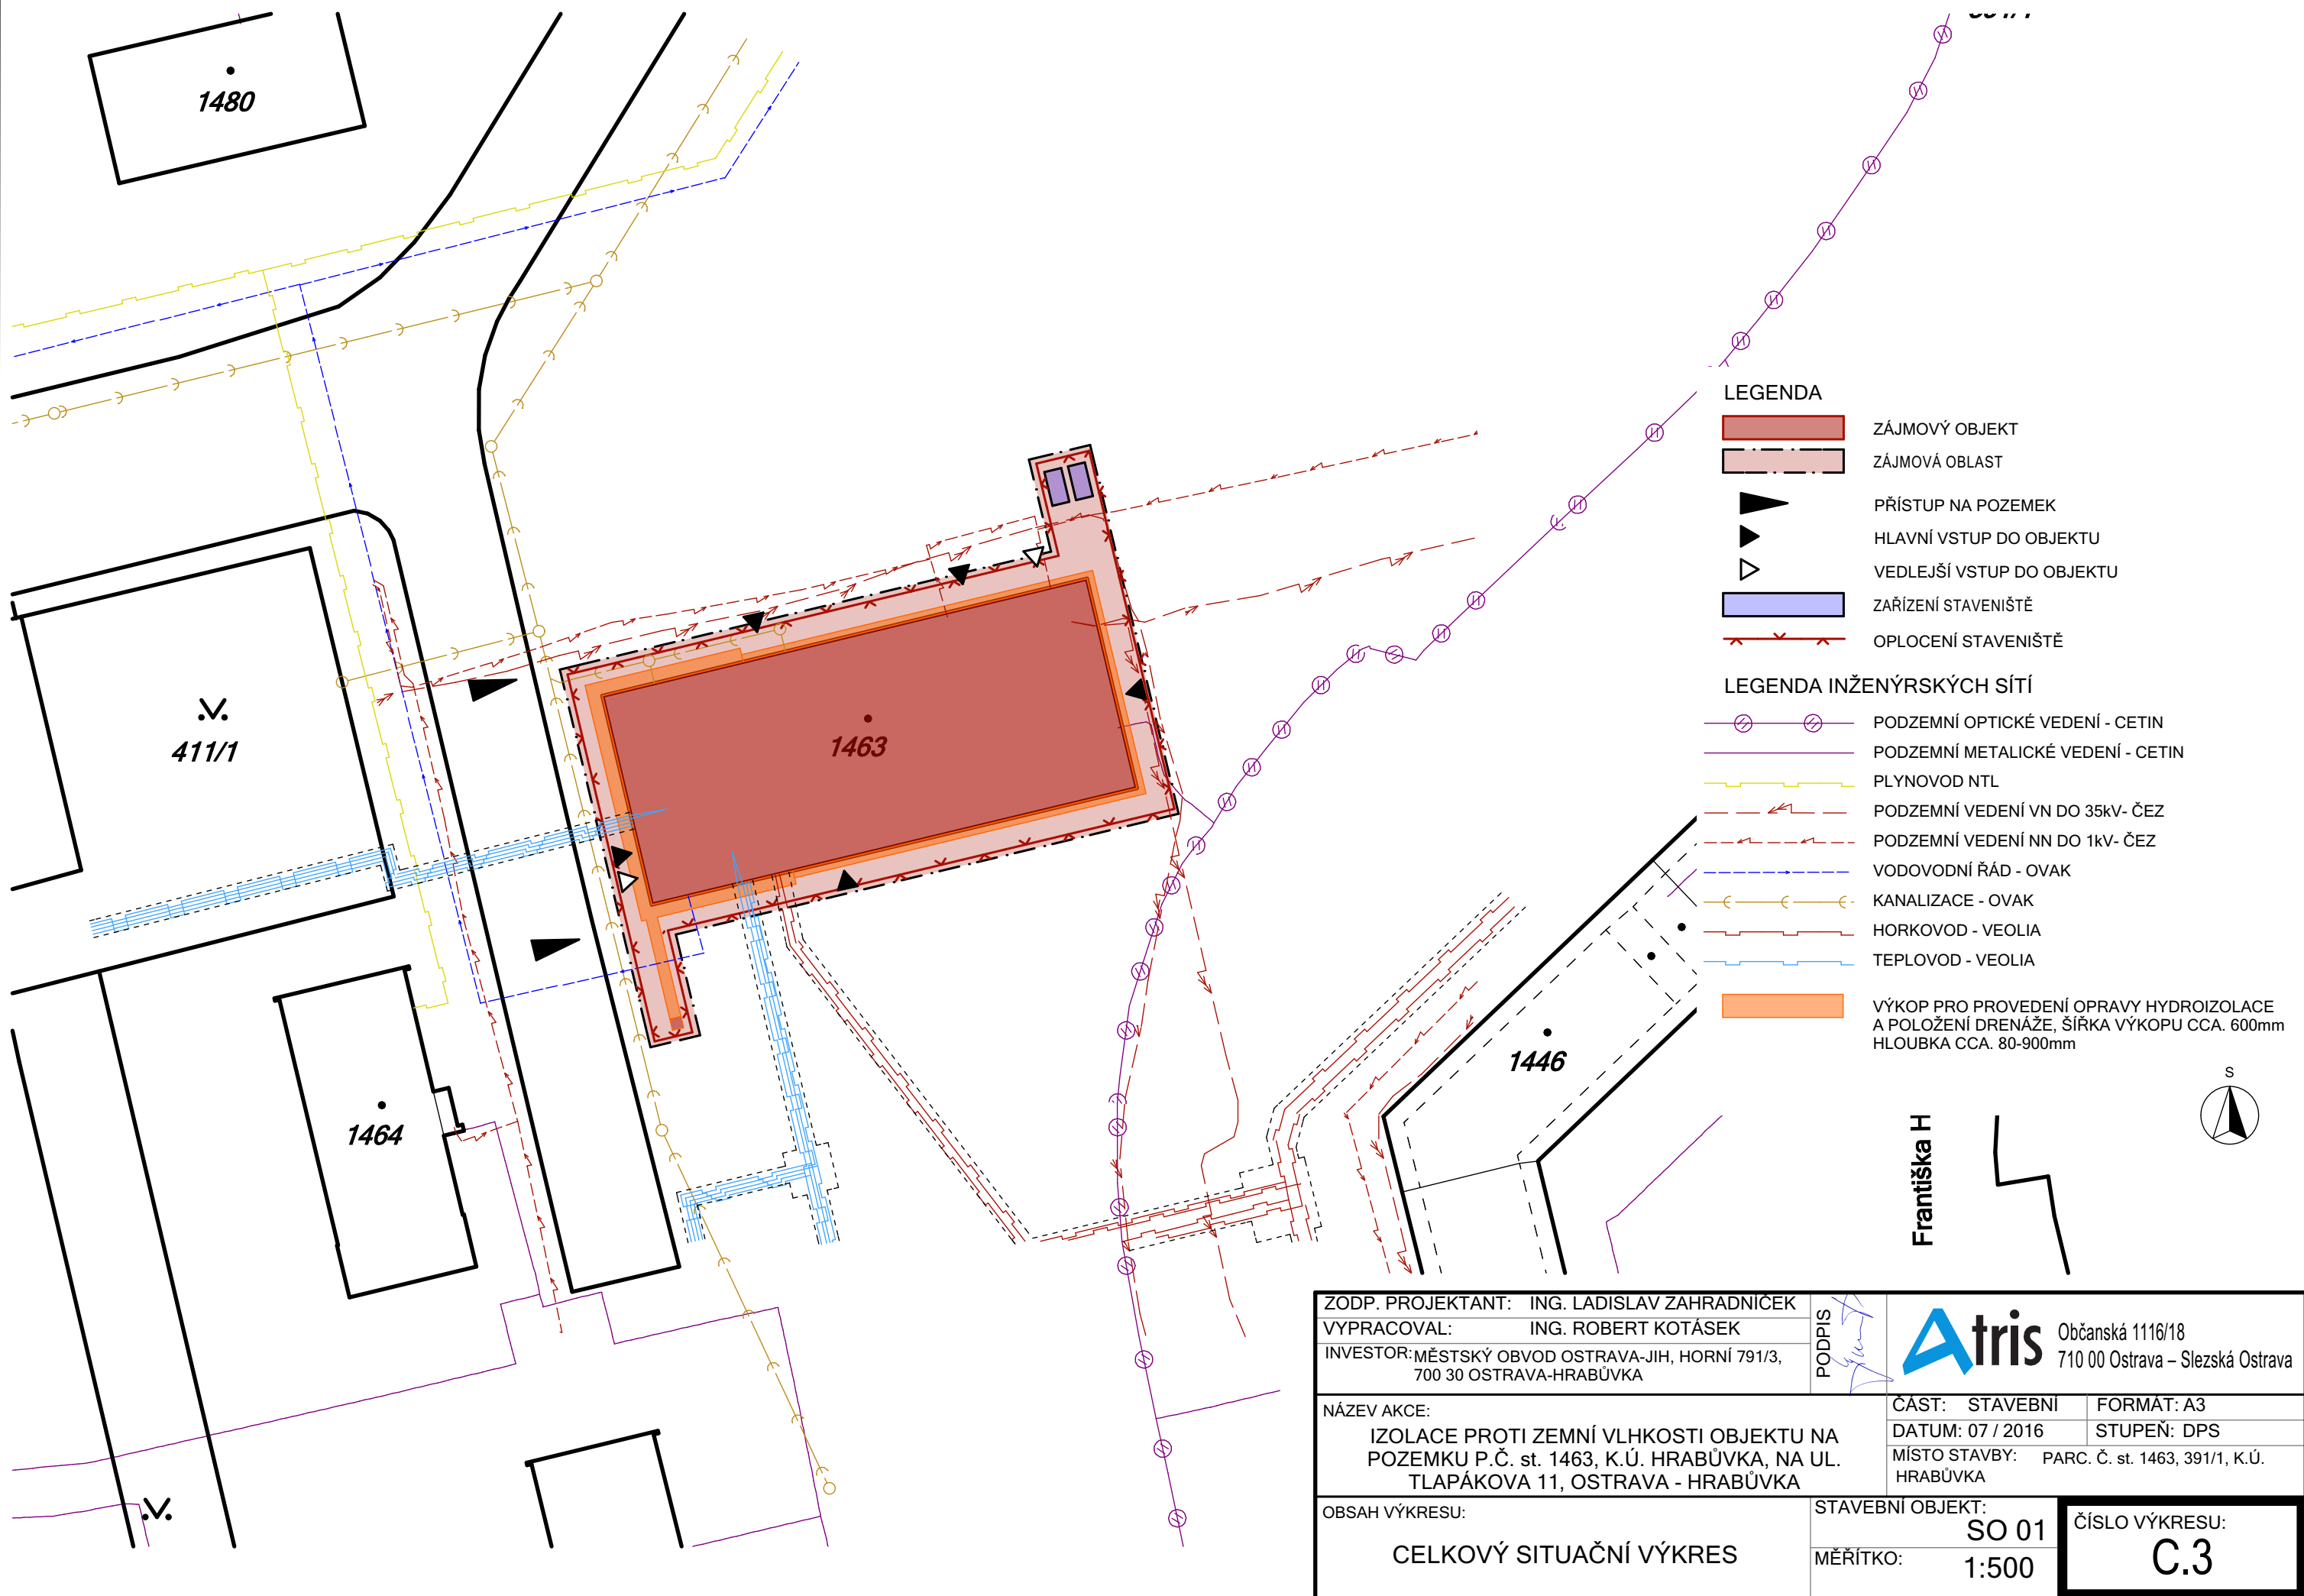 1480
411/1
1463
1464
1446
Františka H
LEGENDA
ZÁJMOVÝ OBJEKT
ZÁJMOVÁ OBLAST
PŘÍSTUP NA POZEMEK
HLAVNÍ VSTUP DO OBJEKTU
VEDLEJŠÍ VSTUP DO OBJEKTU
ZAŘÍZENÍ STAVENIŠTĚ
OPLOCENÍ STAVENIŠTĚ
LEGENDA INŽENÝRSKÝCH SÍTÍ
PODZEMNÍ OPTICKÉ VEDENÍ - CETIN
PODZEMNÍ METALICKÉ VEDENÍ - CETIN
PLYNOVOD NTL
PODZEMNÍ VEDENÍ VN DO 35kV- ČEZ
PODZEMNÍ VEDENÍ NN DO 1kV- ČEZ
VODOVODNÍ ŘÁD - OVAK
KANALIZACE - OVAK
HORKOVOD - VEOLIA
TEPLOVOD - VEOLIA
VÝKOP PRO PROVEDENÍ OPRAVY HYDROIZOLACE
A POLOŽENÍ DRENÁŽE, ŠÍŘKA VÝKOPU CCA. 600mm
HLOUBKA CCA. 80-900mm
S
ZODP. PROJEKTANT: ING. LADISLAV ZAHRADNÍČEK
VYPRACOVAL: ING. ROBERT KOTÁSEK
INVESTOR: MĚSTSKÝ OBVOD OSTRAVA-JIH, HORNÍ 791/3,
700 30 OSTRAVA-HRABŮVKA
PODPIS
Atris
Občanská 1116/18
710 00 Ostrava – Slezská Ostrava
NÁZEV AKCE:
IZOLACE PROTI ZEMNÍ VLHKOSTI OBJEKTU NA
POZEMKU P.Č. st. 1463, K.Ú. HRABŮVKA, NA UL.
TLAPÁKOVA 11, OSTRAVA - HRABŮVKA
ČÁST: STAVEBNÍ
FORMÁT: A3
DATUM: 07 / 2016
STUPEŇ: DPS
MÍSTO STAVBY: PARC. Č. st. 1463, 391/1, K.Ú.
HRABŮVKA
OBSAH VÝKRESU:
CELKOVÝ SITUAČNÍ VÝKRES
STAVEBNÍ OBJEKT:
SO 01
MĚŘÍTKO: 1:500
ČÍSLO VÝKRESU:
C.3